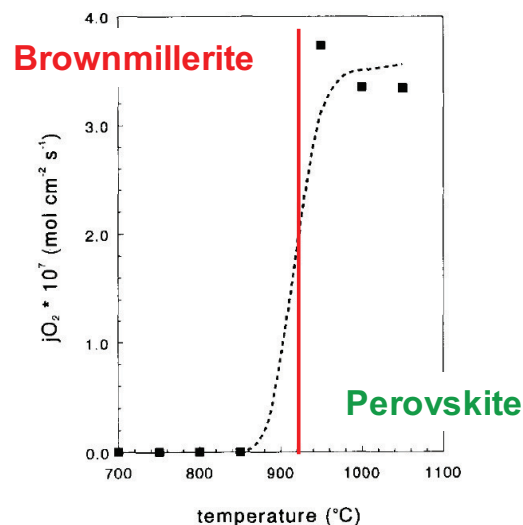 Brownmillerite
4.0
3.0
2.0
1.0
0.0
jO₂ * 10⁷ (mol cm⁻² s⁻¹)
Perovskite
700 800 900 1000 1100
temperature (°C)